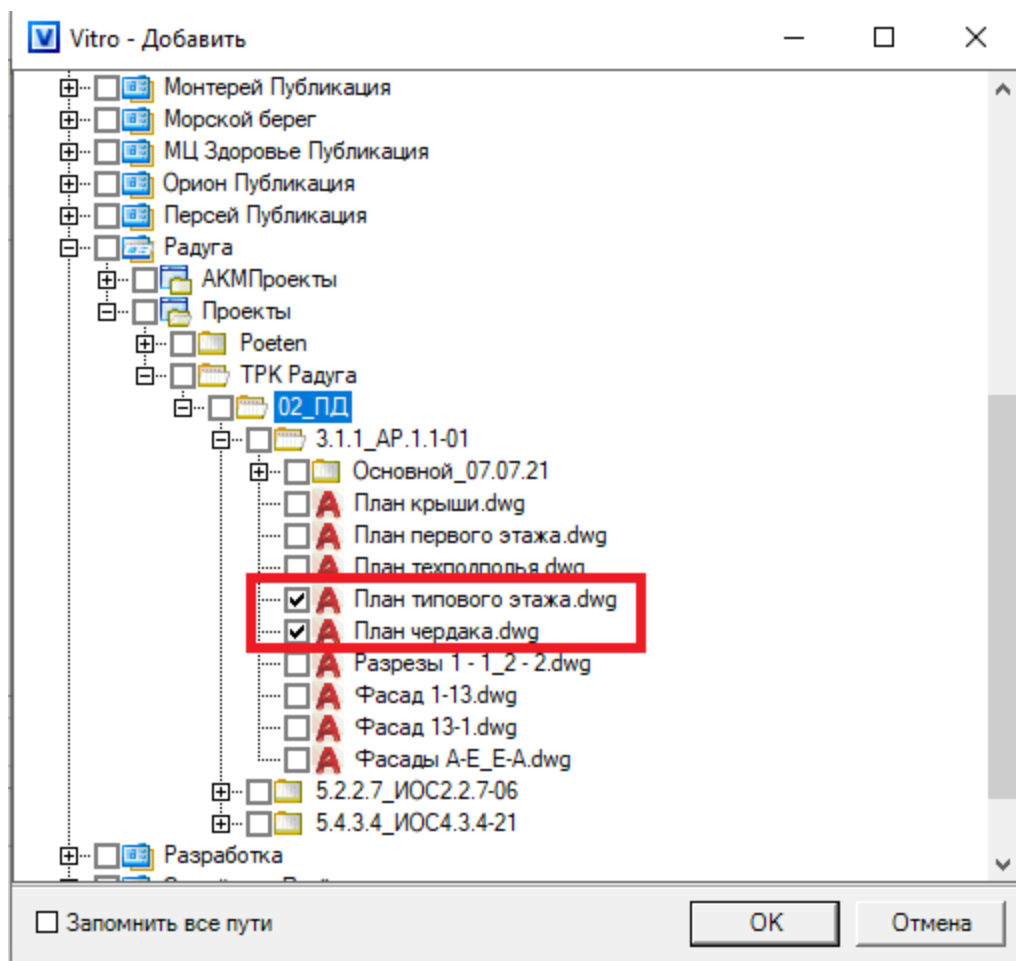 Vitro - Добавить
Монтерей Публикация
Морской берег
МЦ Здоровье Публикация
Орион Публикация
Персей Публикация
Радуга
АКМПроекты
Проекты
Poeten
ТРК Радуга
02_ПД
3.1.1_АР.1.1-01
Основной_07.07.21
План крыши.dwg
План первого этажа.dwg
План техподполья.dwg
План типового этажа.dwg
План чердака.dwg
Разрезы 1 - 1_2 - 2.dwg
Фасад 1-13.dwg
Фасад 13-1.dwg
Фасады А-Е_Е-А.dwg
5.2.2.7_ИОС2.2.7-06
5.4.3.4_ИОС4.3.4-21
Разработка
Запомнить все пути
OK
Отмена